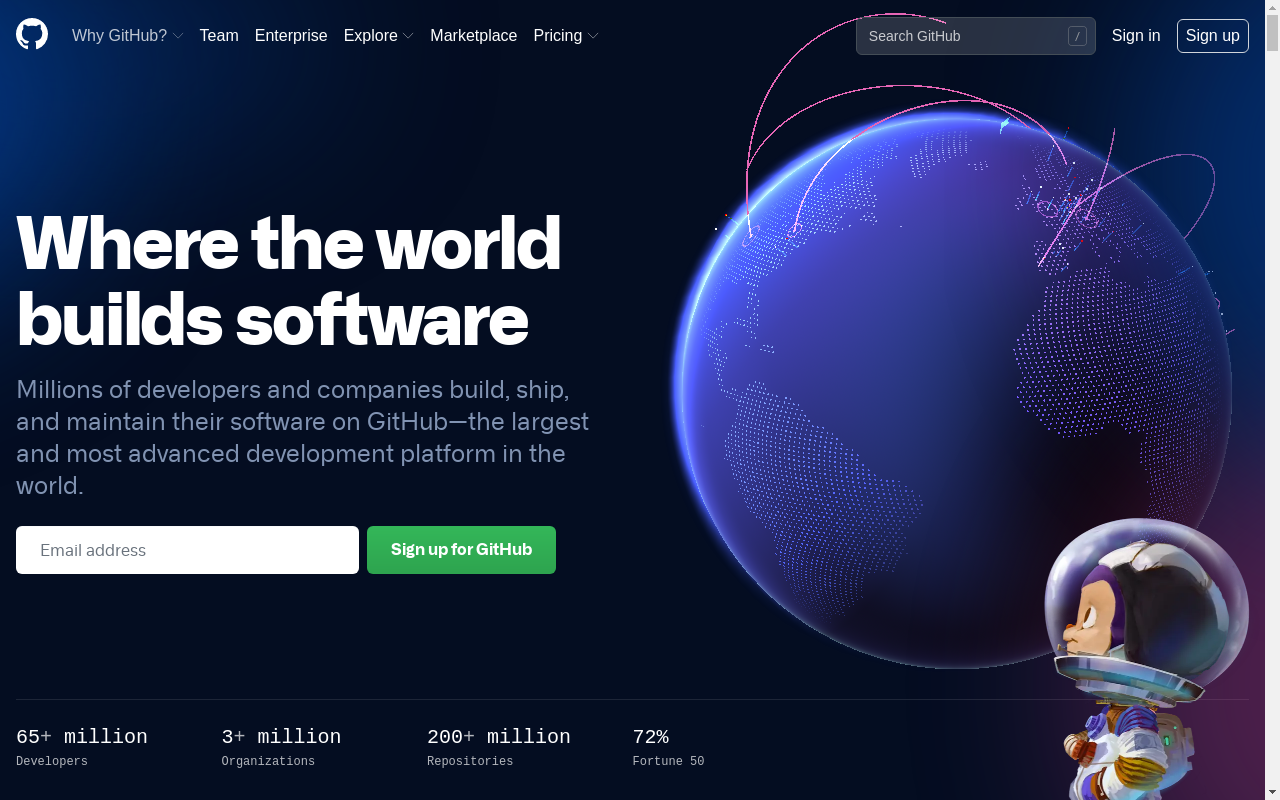 Why GitHub? Team Enterprise Explore Marketplace Pricing Search GitHub / Sign in Sign up
Where the world
builds software
Millions of developers and companies build, ship,
and maintain their software on GitHub—the largest
and most advanced development platform in the
world.
Email address Sign up for GitHub
65+ million 3+ million 200+ million 72%
Developers Organizations Repositories Fortune 50